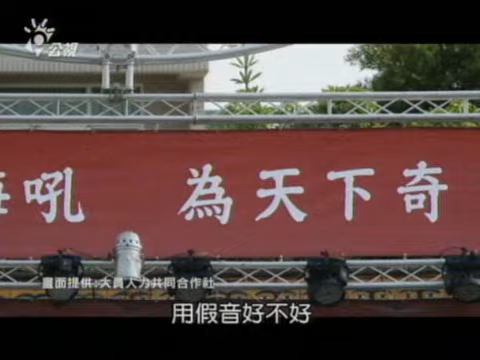 公視
海吼 為天下奇
畫面提供:大員人力共同合作社
用假音好不好